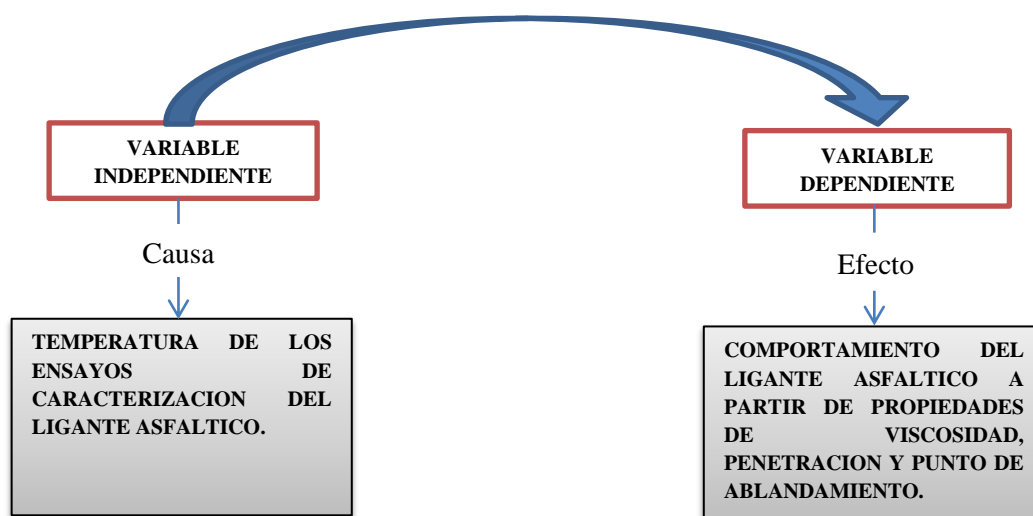 VARIABLE
INDEPENDIENTE
Causa
TEMPERATURA DE LOS
ENSAYOS DE
CARACTERIZACION DEL
LIGANTE ASFALTICO.
VARIABLE
DEPENDIENTE
Efecto
COMPORTAMIENTO DEL
LIGANTE ASFALTICO A
PARTIR DE PROPIEDADES
DE VISCOSIDAD,
PENETRACION Y PUNTO DE
ABLANDAMIENTO.